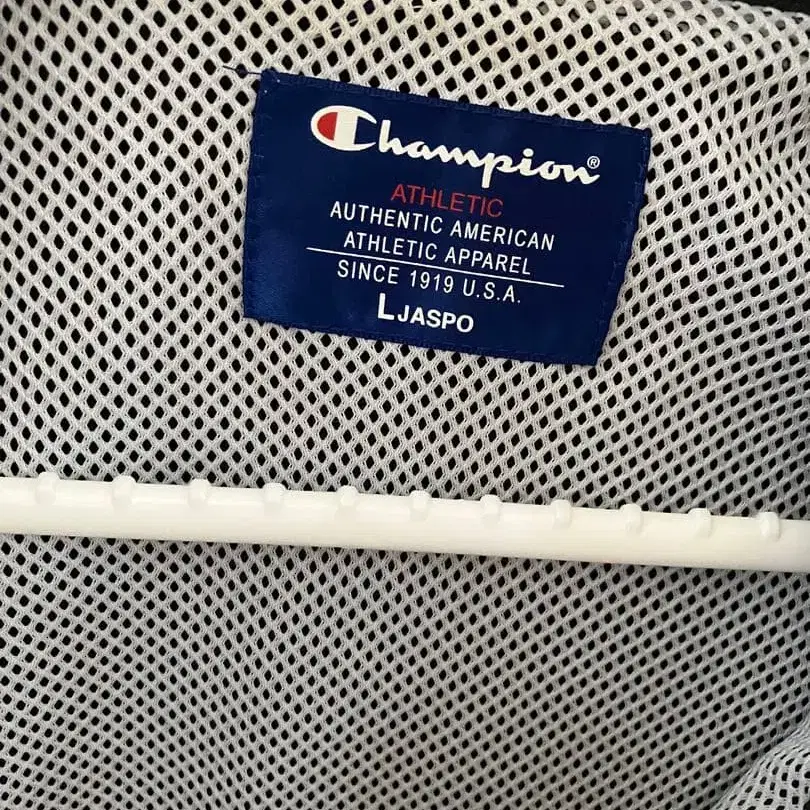 Champion®
ATHLETIC
AUTHENTIC AMERICAN
ATHLETIC APPAREL
SINCE 1919 U.S.A.
L JASPO